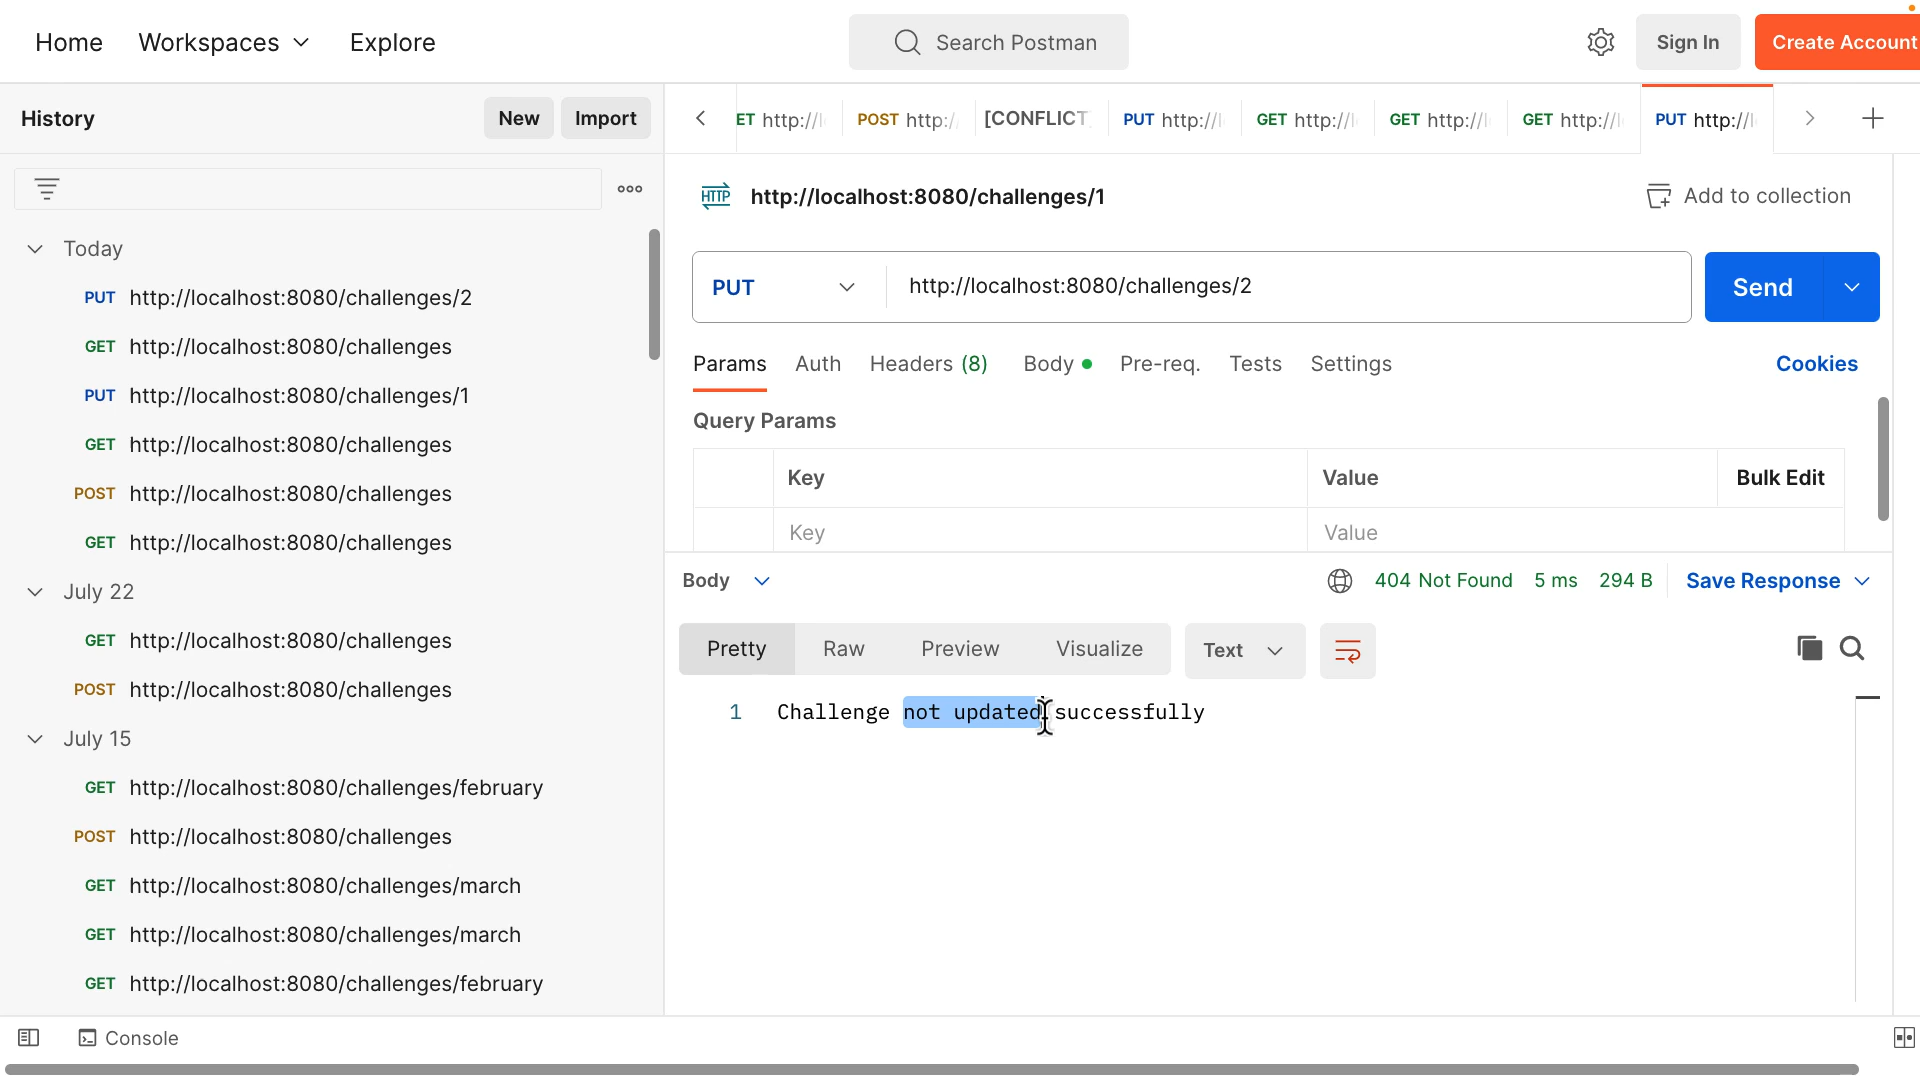 Home Workspaces Explore
Search Postman
Sign In
Create Account
History
New Import
Today
PUT http://localhost:8080/challenges/2
GET http://localhost:8080/challenges
PUT http://localhost:8080/challenges/1
GET http://localhost:8080/challenges
POST http://localhost:8080/challenges
GET http://localhost:8080/challenges
July 22
GET http://localhost:8080/challenges
POST http://localhost:8080/challenges
July 15
GET http://localhost:8080/challenges/february
POST http://localhost:8080/challenges
GET http://localhost:8080/challenges/march
GET http://localhost:8080/challenges/march
GET http://localhost:8080/challenges/february
ET http://l POST http:/ [CONFLICT] PUT http://l GET http://l GET http://l GET http://l PUT http://l
HTTP http://localhost:8080/challenges/1
Add to collection
PUT http://localhost:8080/challenges/2
Send
Params Auth Headers (8) Body Pre-req. Tests Settings
Cookies
Query Params
Key Value Bulk Edit
Key Value
Body
404 Not Found 5 ms 294 B Save Response
Pretty Raw Preview Visualize Text
1 Challenge not updated successfully
Console